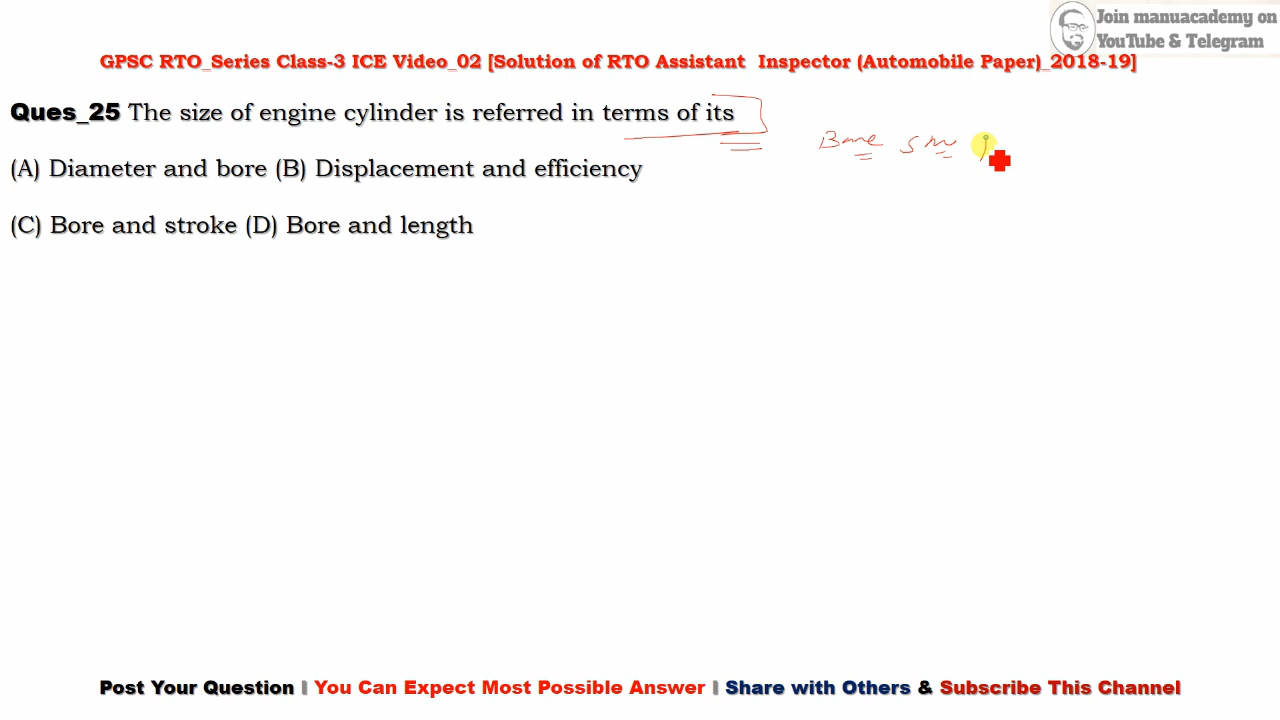 Join manuacademy on
YouTube & Telegram
GPSC RTO_Series Class-3 ICE Video_02 [Solution of RTO Assistant Inspector (Automobile Paper)_2018-19]
Ques_25 The size of engine cylinder is referred in terms of its
Bore
(A) Diameter and bore (B) Displacement and efficiency
(C) Bore and stroke (D) Bore and length
Post Your Question | You Can Expect Most Possible Answer | Share with Others & Subscribe This Channel